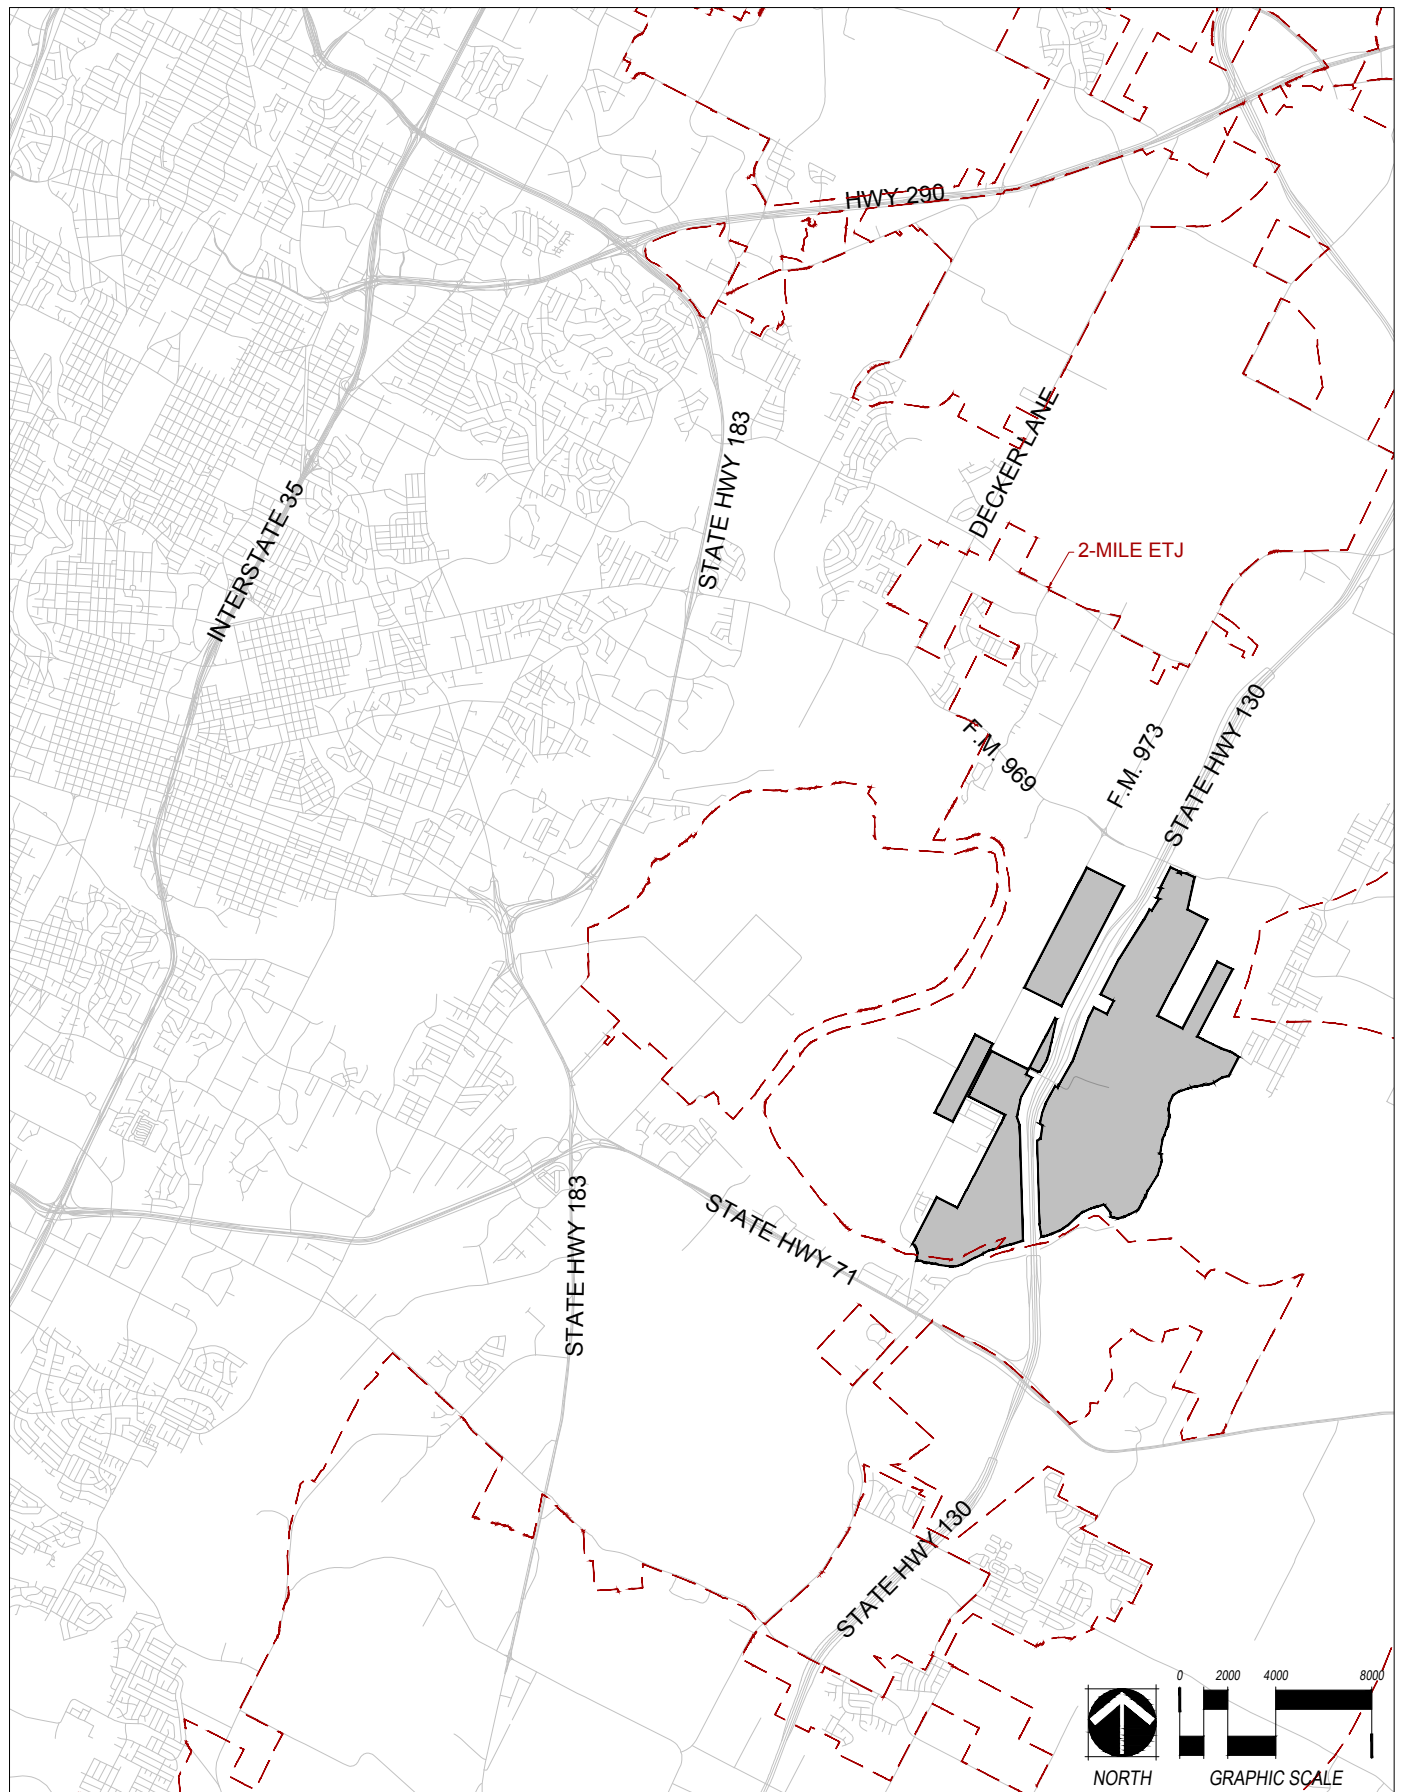 HWY 290
STATE HWY 183
DECKER LANE
INTERSTATE 35
2-MILE ETJ
F.M. 969
F.M. 973
STATE HWY 130
STATE HWY 71
STATE HWY 183
STATE HWY 130
0 2000 4000 8000
NORTH
GRAPHIC SCALE